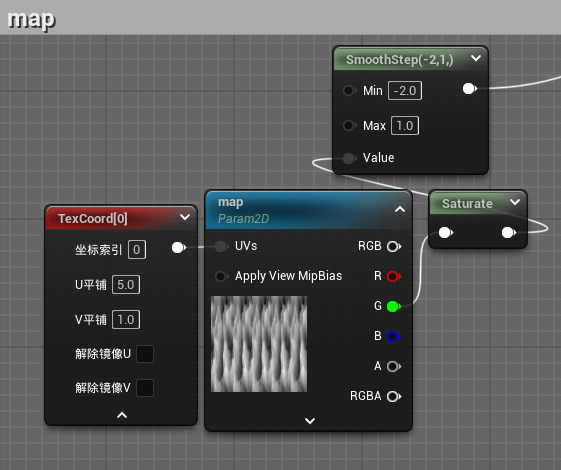 map
SmoothStep(-2,1,)
Min -2.0
Max 1.0
Value
map
Param2D
Saturate
TexCoord[0]
坐标索引 0
U平铺 5.0
V平铺 1.0
解除镜像U
解除镜像V
UVs
RGB
Apply View MipBias
R
G
B
A
RGBA